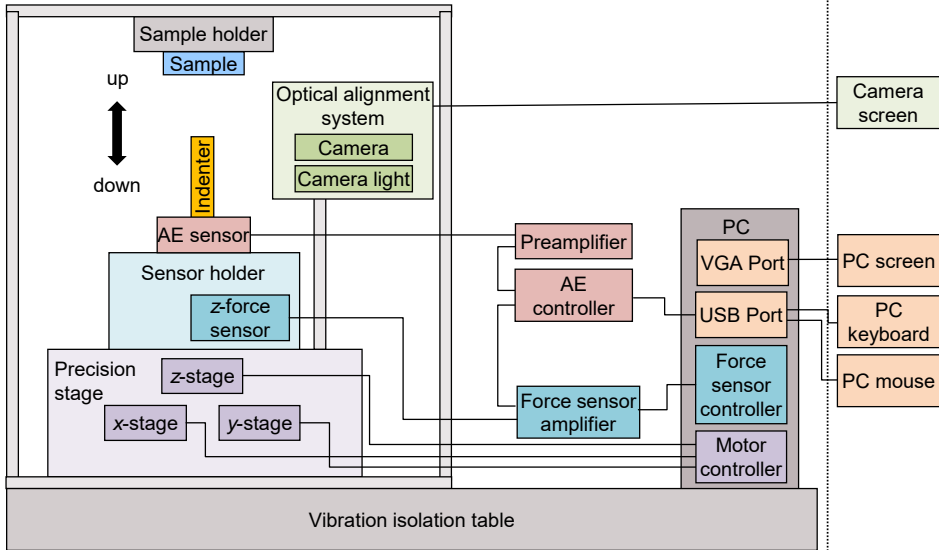 Sample holder
Sample
up
down
Optical alignment
system
Camera
Camera light
Indenter
AE sensor
Sensor holder
z-force
sensor
Precision
stage
z-stage
x-stage
y-stage
Preamplifier
AE
controller
Force sensor
amplifier
PC
VGA Port
USB Port
Force
sensor
controller
Motor
controller
Camera
screen
PC screen
PC
keyboard
PC mouse
Vibration isolation table